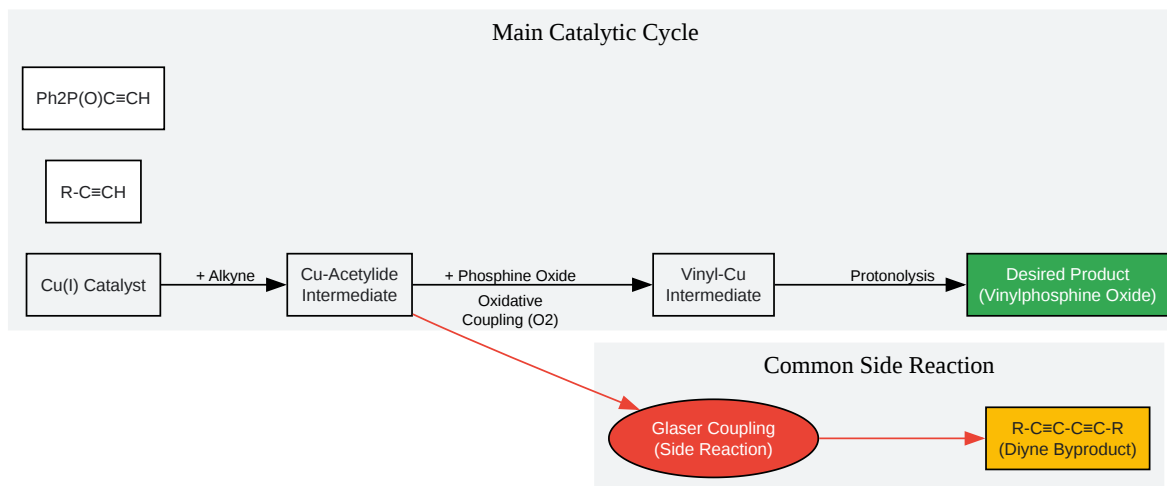 Main Catalytic Cycle
Ph2P(O)C≡CH
R-C≡CH
Cu(I) Catalyst
+ Alkyne
Cu-Acetylide
Intermediate
+ Phosphine Oxide
Oxidative
Coupling (O2)
Vinyl-Cu
Intermediate
Protonolysis
Desired Product
(Vinylphosphine Oxide)
Common Side Reaction
Glaser Coupling
(Side Reaction)
R-C≡C-C≡C-R
(Diyne Byproduct)